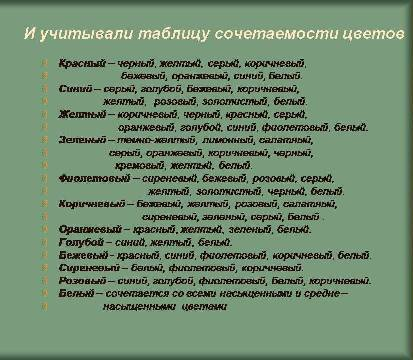 И учитывали таблицу сочетаемости цветов
Красный – черный, желтый, серый, коричневый,
бежевый, оранжевый, синий, белый.
Синий – серый, голубой, бежевый, коричневый,
желтый, розовый, золотистый, белый.
Желтый – коричневый, черный, красный, серый,
оранжевый, голубой, синий, фиолетовый, белый.
Зеленый – темно-желтый, лимонный, салатный,
серый, оранжевый, коричневый, черный,
кремовый, желтый, белый.
Фиолетовый – сиреневый, бежевый, розовый, серый,
желтый, золотистый, черный, белый.
Коричневый – бежевый, желтый, розовый, салатный,
сиреневый, зеленый, серый, белый .
Оранжевый – красный, желтый, зеленый, белый.
Голубой – синий, желтый, белый.
Бежевый – красный, синий, фиолетовый, коричневый, белый.
Сиреневый – белый, фиолетовый, коричневый.
Розовый – синий, голубой, фиолетовый, белый, коричневый.
Белый – сочетается со всеми насыщенными и средне –
насыщенными цветами